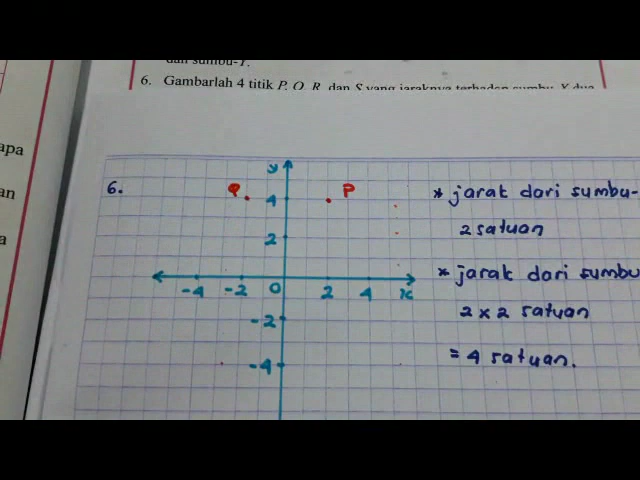 dan sumbu-Y.
6. Gambarlah 4 titik P, Q, R, dan S yang jaraknya terhadap sumbu-X dua
apa
an
a
6.
y
Q
P
4
2
-4 -2 0 2 4 x
-2
-4
* jarak dari sumbu-
2 satuan
* jarak dari sumbu
2 x 2 satuan
= 4 satuan.